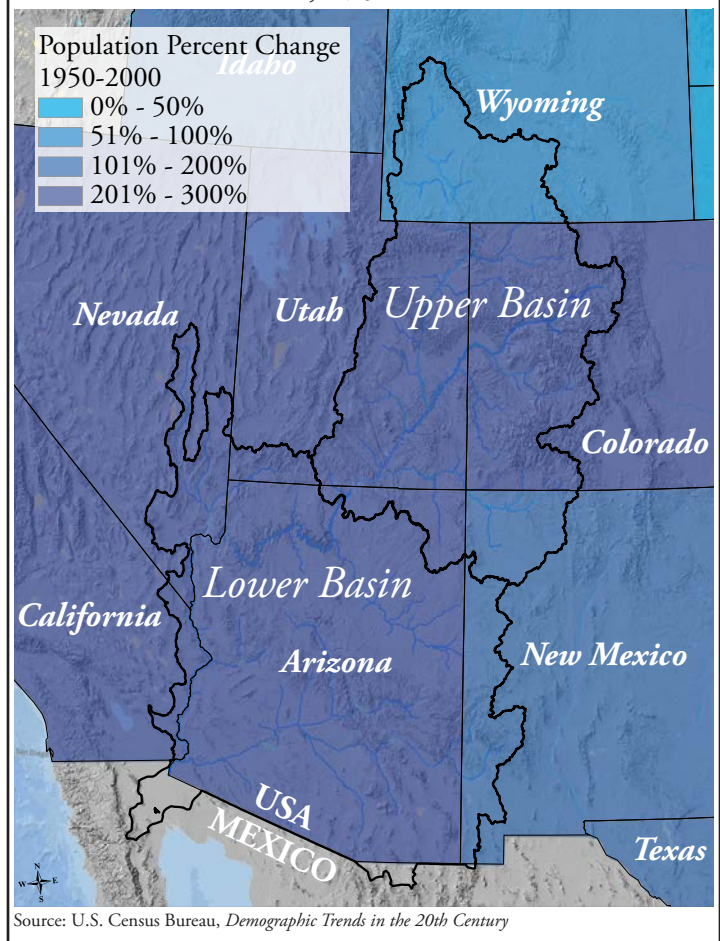 Population Percent Change
1950-2000
0% - 50%
51% - 100%
101% - 200%
201% - 300%
Idaho
Wyoming
Nevada
Utah
Upper Basin
Colorado
Lower Basin
California
Arizona
New Mexico
USA
MEXICO
Texas
N
W
E
S
Source: U.S. Census Bureau, Demographic Trends in the 20th Century